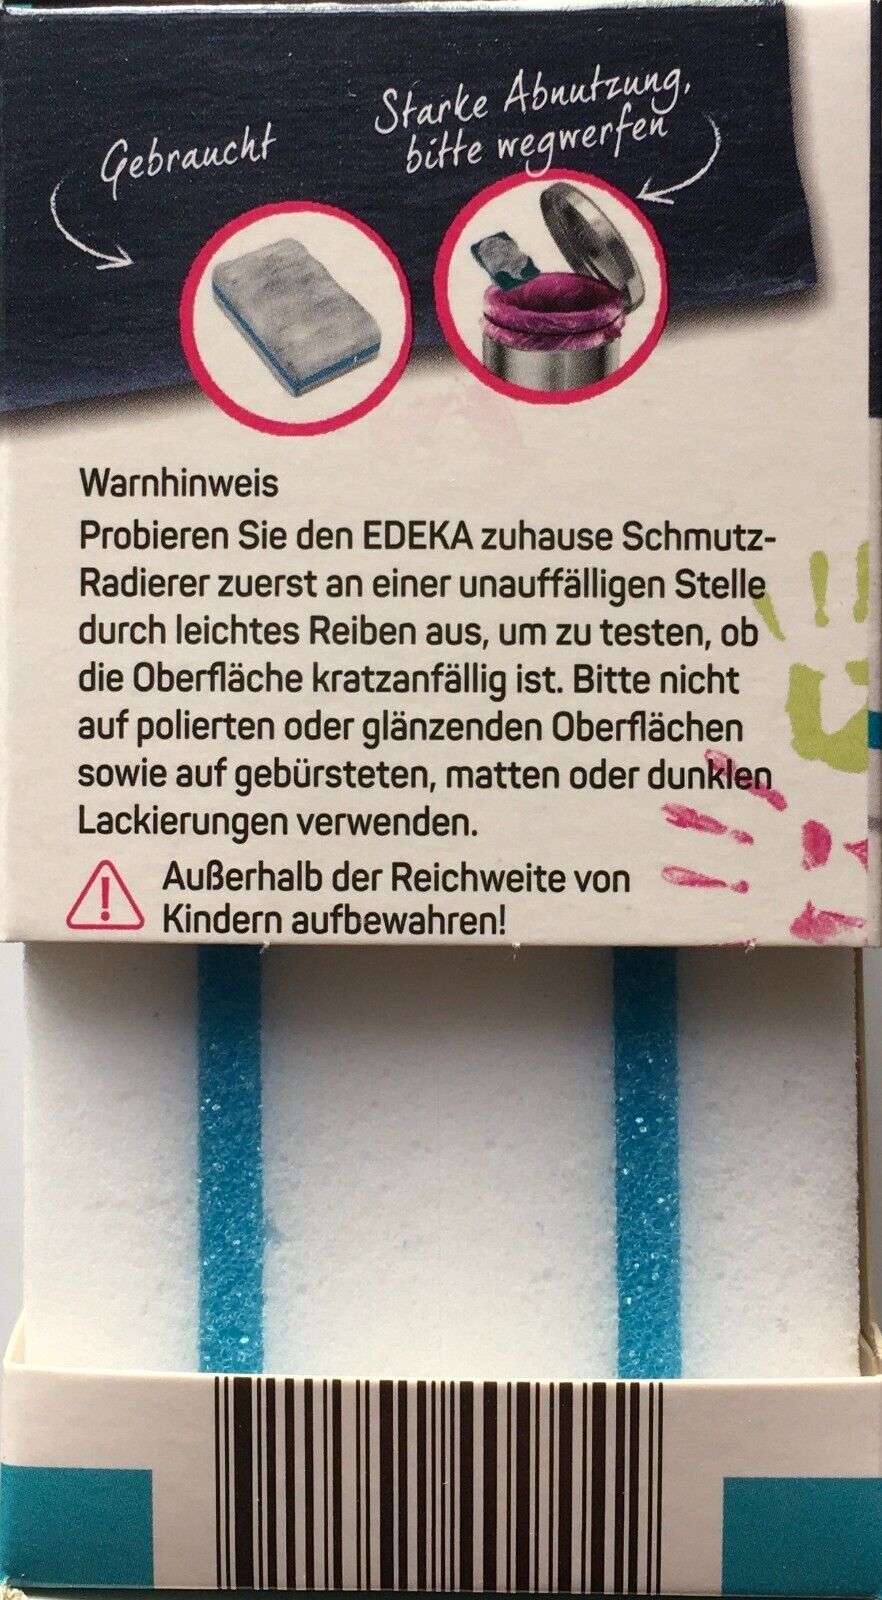 Gebraucht
Starke Abnutzung,
bitte wegwerfen
Warnhinweis
Probieren Sie den EDEKA zuhause Schmutz-
Radierer zuerst an einer unauffälligen Stelle
durch leichtes Reiben aus, um zu testen, ob
die Oberfläche kratzanfällig ist. Bitte nicht
auf polierten oder glänzenden Oberflächen
sowie auf gebürsteten, matten oder dunklen
Lackierungen verwenden.
Außerhalb der Reichweite von
Kindern aufbewahren!